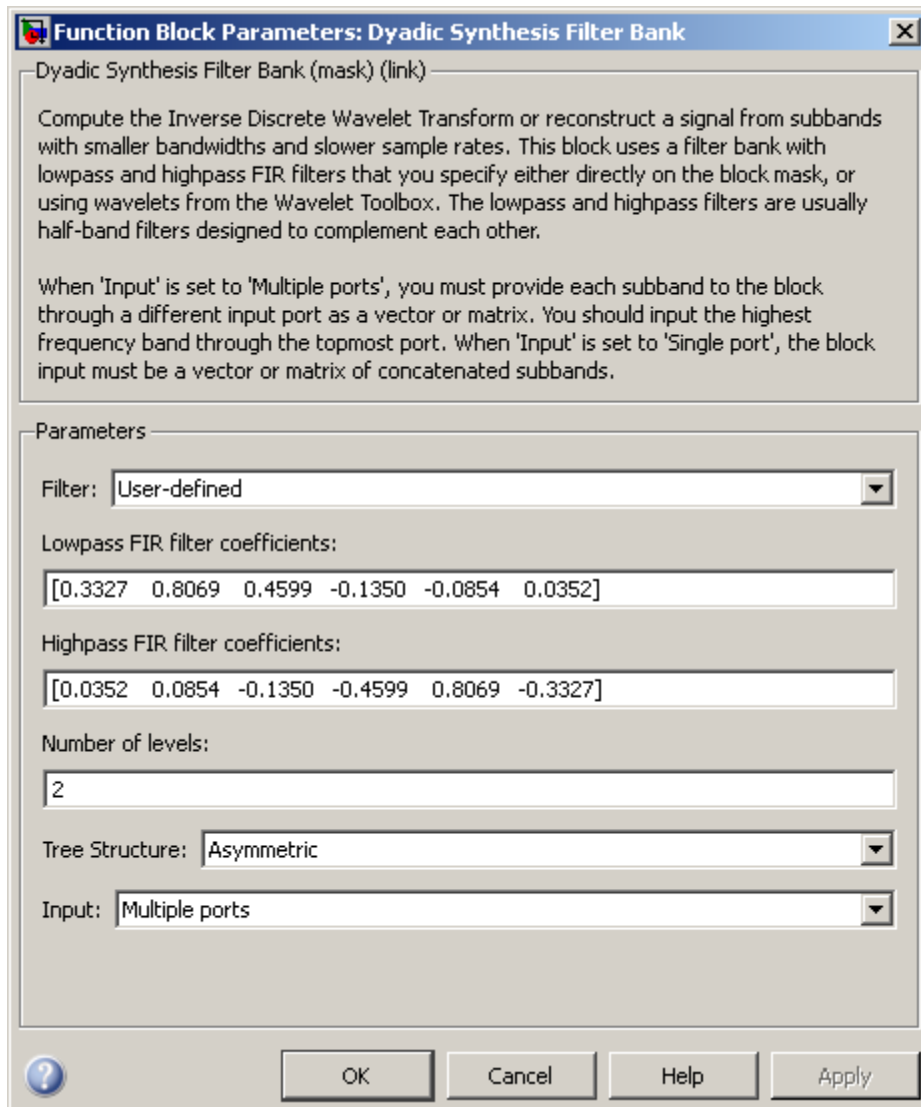 Function Block Parameters: Dyadic Synthesis Filter Bank
Dyadic Synthesis Filter Bank (mask) (link)
Compute the Inverse Discrete Wavelet Transform or reconstruct a signal from subbands
with smaller bandwidths and slower sample rates. This block uses a filter bank with
lowpass and highpass FIR filters that you specify either directly on the block mask, or
using wavelets from the Wavelet Toolbox. The lowpass and highpass filters are usually
half-band filters designed to complement each other.
When 'Input' is set to 'Multiple ports', you must provide each subband to the block
through a different input port as a vector or matrix. You should input the highest
frequency band through the topmost port. When 'Input' is set to 'Single port', the block
input must be a vector or matrix of concatenated subbands.
Parameters
Filter: User-defined
Lowpass FIR filter coefficients:
[0.3327 0.8069 0.4599 -0.1350 -0.0854 0.0352]
Highpass FIR filter coefficients:
[0.0352 0.0854 -0.1350 -0.4599 0.8069 -0.3327]
Number of levels:
2
Tree Structure: Asymmetric
Input: Multiple ports
? OK Cancel Help Apply